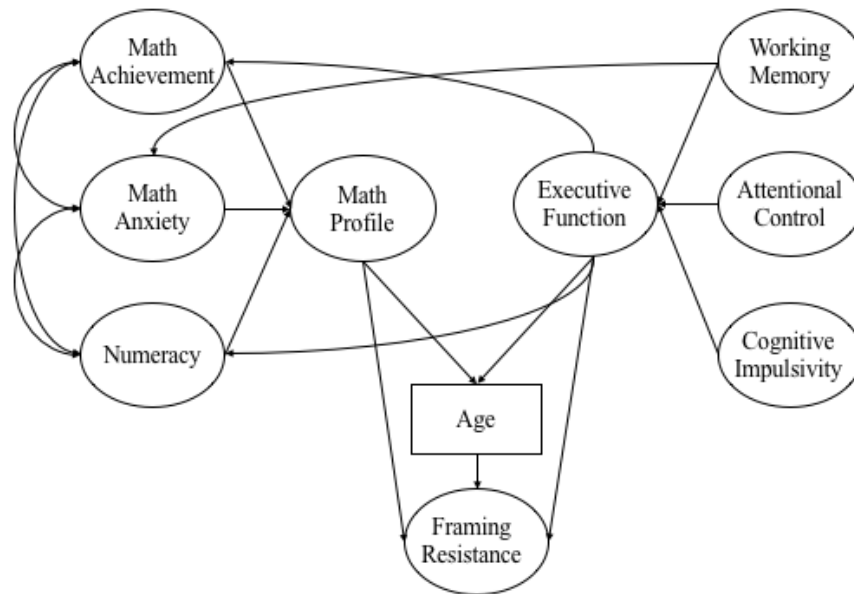 Math
Achievement
Working
Memory
Math
Anxiety
Math
Profile
Executive
Function
Attentional
Control
Numeracy
Cognitive
Impulsivity
Age
Framing
Resistance